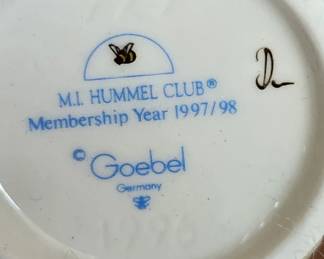 M.I. HUMMEL CLUB®
Membership Year 1997/98
© Goebel
Germany